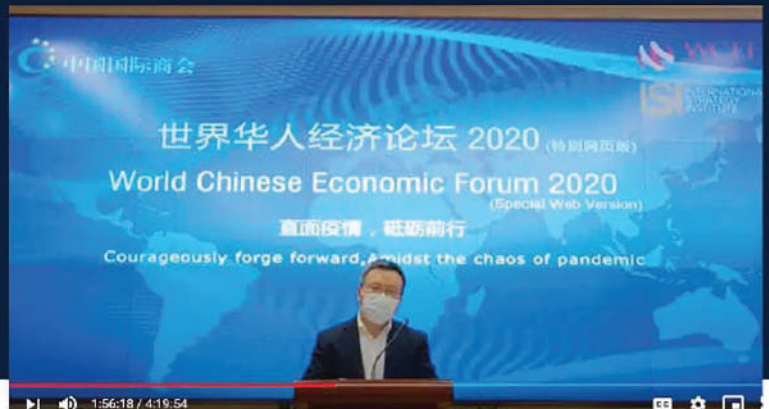 中国国际商会
WCEF
ISI INTERNATIONAL
STRATEGY
INSTITUTE
世界华人经济论坛 2020 (特别网页版)
World Chinese Economic Forum 2020
(Special Web Version)
直面疫情，砥砺前行
Courageously forge forward, Amidst the chaos of pandemic
1:56:18 / 4:19:54